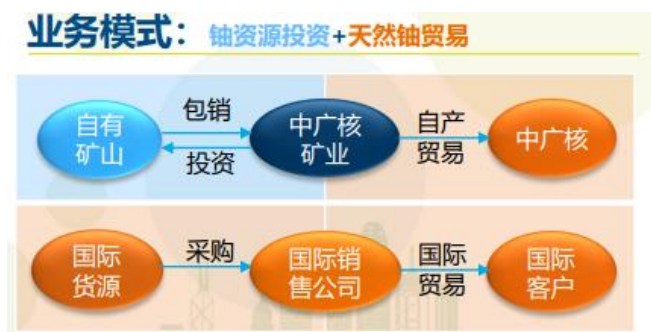 业务模式：铀资源投资+天然铀贸易
自有
矿山
包销
投资
中广核
矿业
自产
贸易
中广核
国际
货源
采购
国际销
售公司
国际
贸易
国际
客户